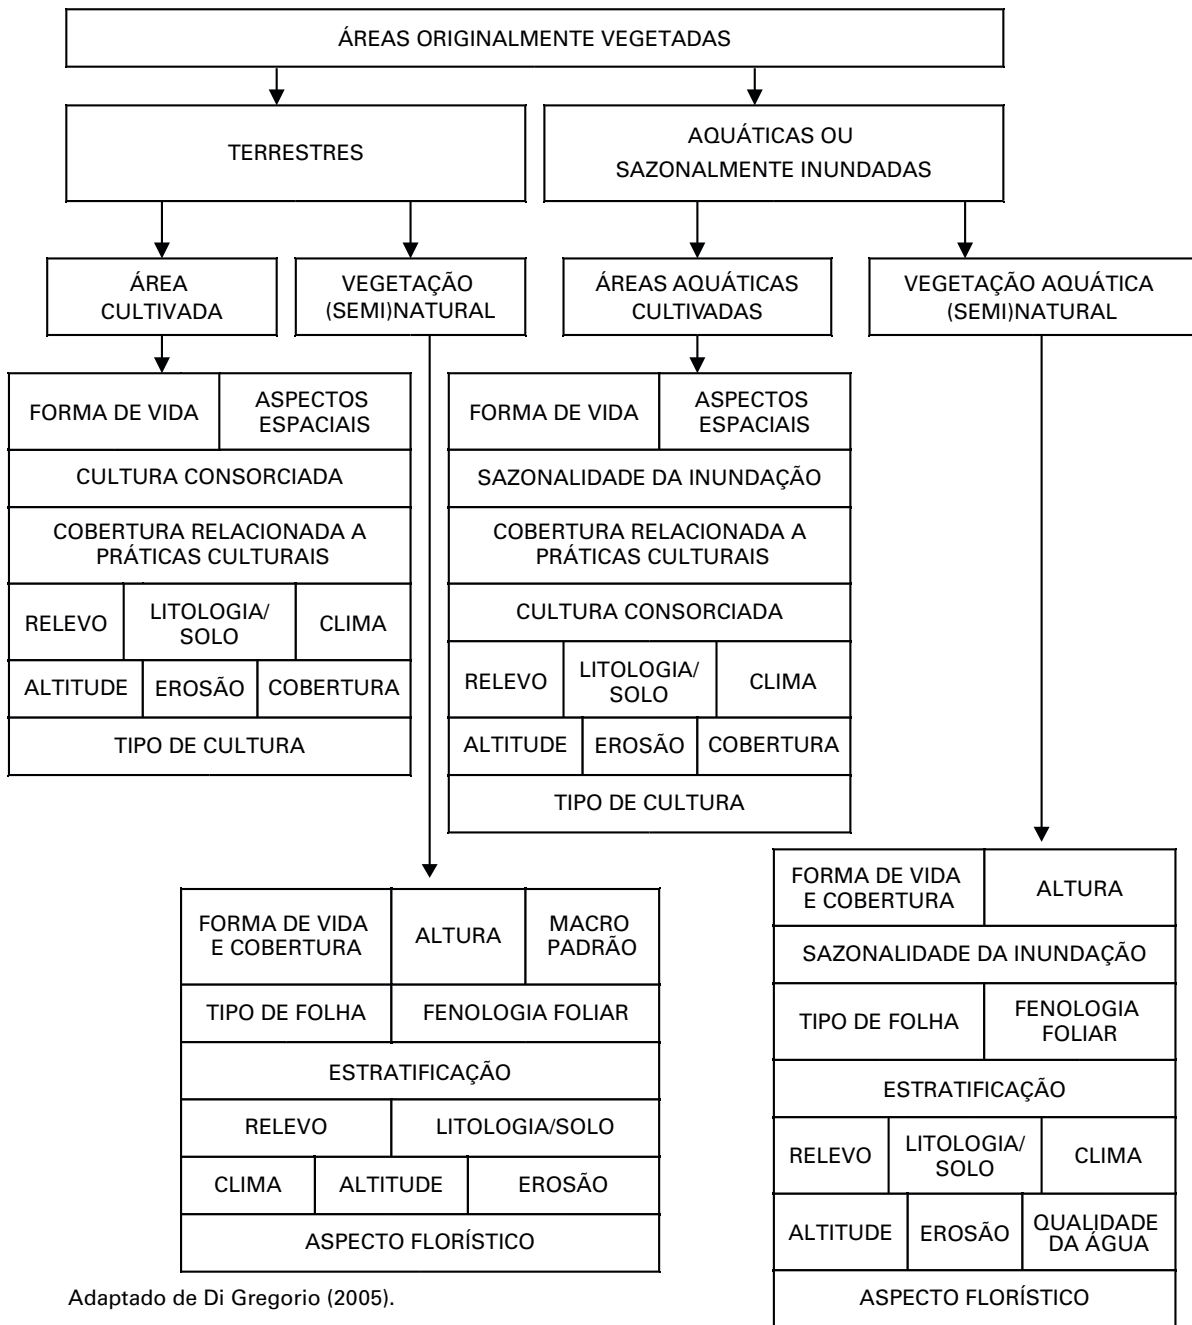 ÁREAS ORIGINALMENTE VEGETADAS
TERRESTRES
AQUÁTICAS OU
SAZONALMENTE INUNDADAS
ÁREA
CULTIVADA
VEGETAÇÃO
(SEMI)NATURAL
ÁREAS AQUÁTICAS
CULTIVADAS
VEGETAÇÃO AQUÁTICA
(SEMI)NATURAL
FORMA DE VIDA
ASPECTOS
ESPACIAIS
CULTURA CONSORCIADA
COBERTURA RELACIONADA A
PRÁTICAS CULTURAIS
RELEVO
LITOLOGIA/
SOLO
CLIMA
ALTITUDE
EROSÃO
COBERTURA
TIPO DE CULTURA
FORMA DE VIDA
ASPECTOS
ESPACIAIS
SAZONALIDADE DA INUNDAÇÃO
COBERTURA RELACIONADA A
PRÁTICAS CULTURAIS
CULTURA CONSORCIADA
RELEVO
LITOLOGIA/
SOLO
CLIMA
ALTITUDE
EROSÃO
COBERTURA
TIPO DE CULTURA
FORMA DE VIDA
E COBERTURA
ALTURA
MACRO
PADRÃO
TIPO DE FOLHA
FENOLOGIA FOLIAR
ESTRATIFICAÇÃO
RELEVO
LITOLOGIA/SOLO
CLIMA
ALTITUDE
EROSÃO
ASPECTO FLORÍSTICO
FORMA DE VIDA
E COBERTURA
ALTURA
SAZONALIDADE DA INUNDAÇÃO
TIPO DE FOLHA
FENOLOGIA
FOLIAR
ESTRATIFICAÇÃO
RELEVO
LITOLOGIA/
SOLO
CLIMA
ALTITUDE
EROSÃO
QUALIDADE
DA ÁGUA
ASPECTO FLORÍSTICO
Adaptado de Di Gregorio (2005).